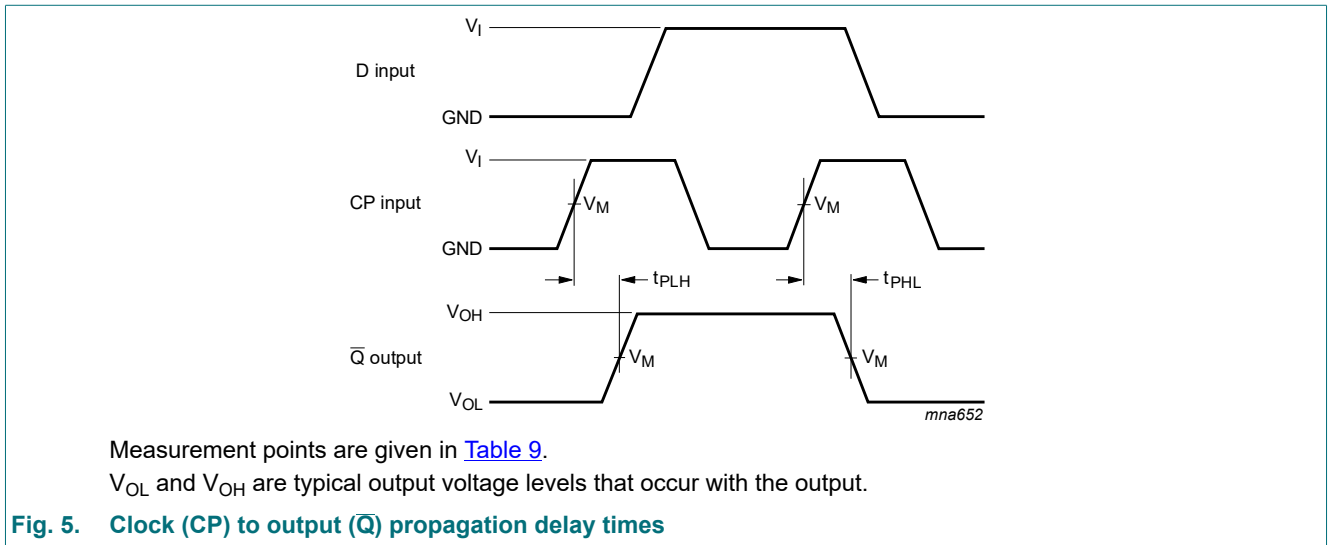 V_I
D input
GND
V_I
CP input
V_M
V_M
GND
t_PLH
t_PHL
V_OH
Q̅ output
V_M
V_M
V_OL
mna652
Measurement points are given in Table 9.
V_OL and V_OH are typical output voltage levels that occur with the output.
Fig. 5. Clock (CP) to output (Q̅) propagation delay times